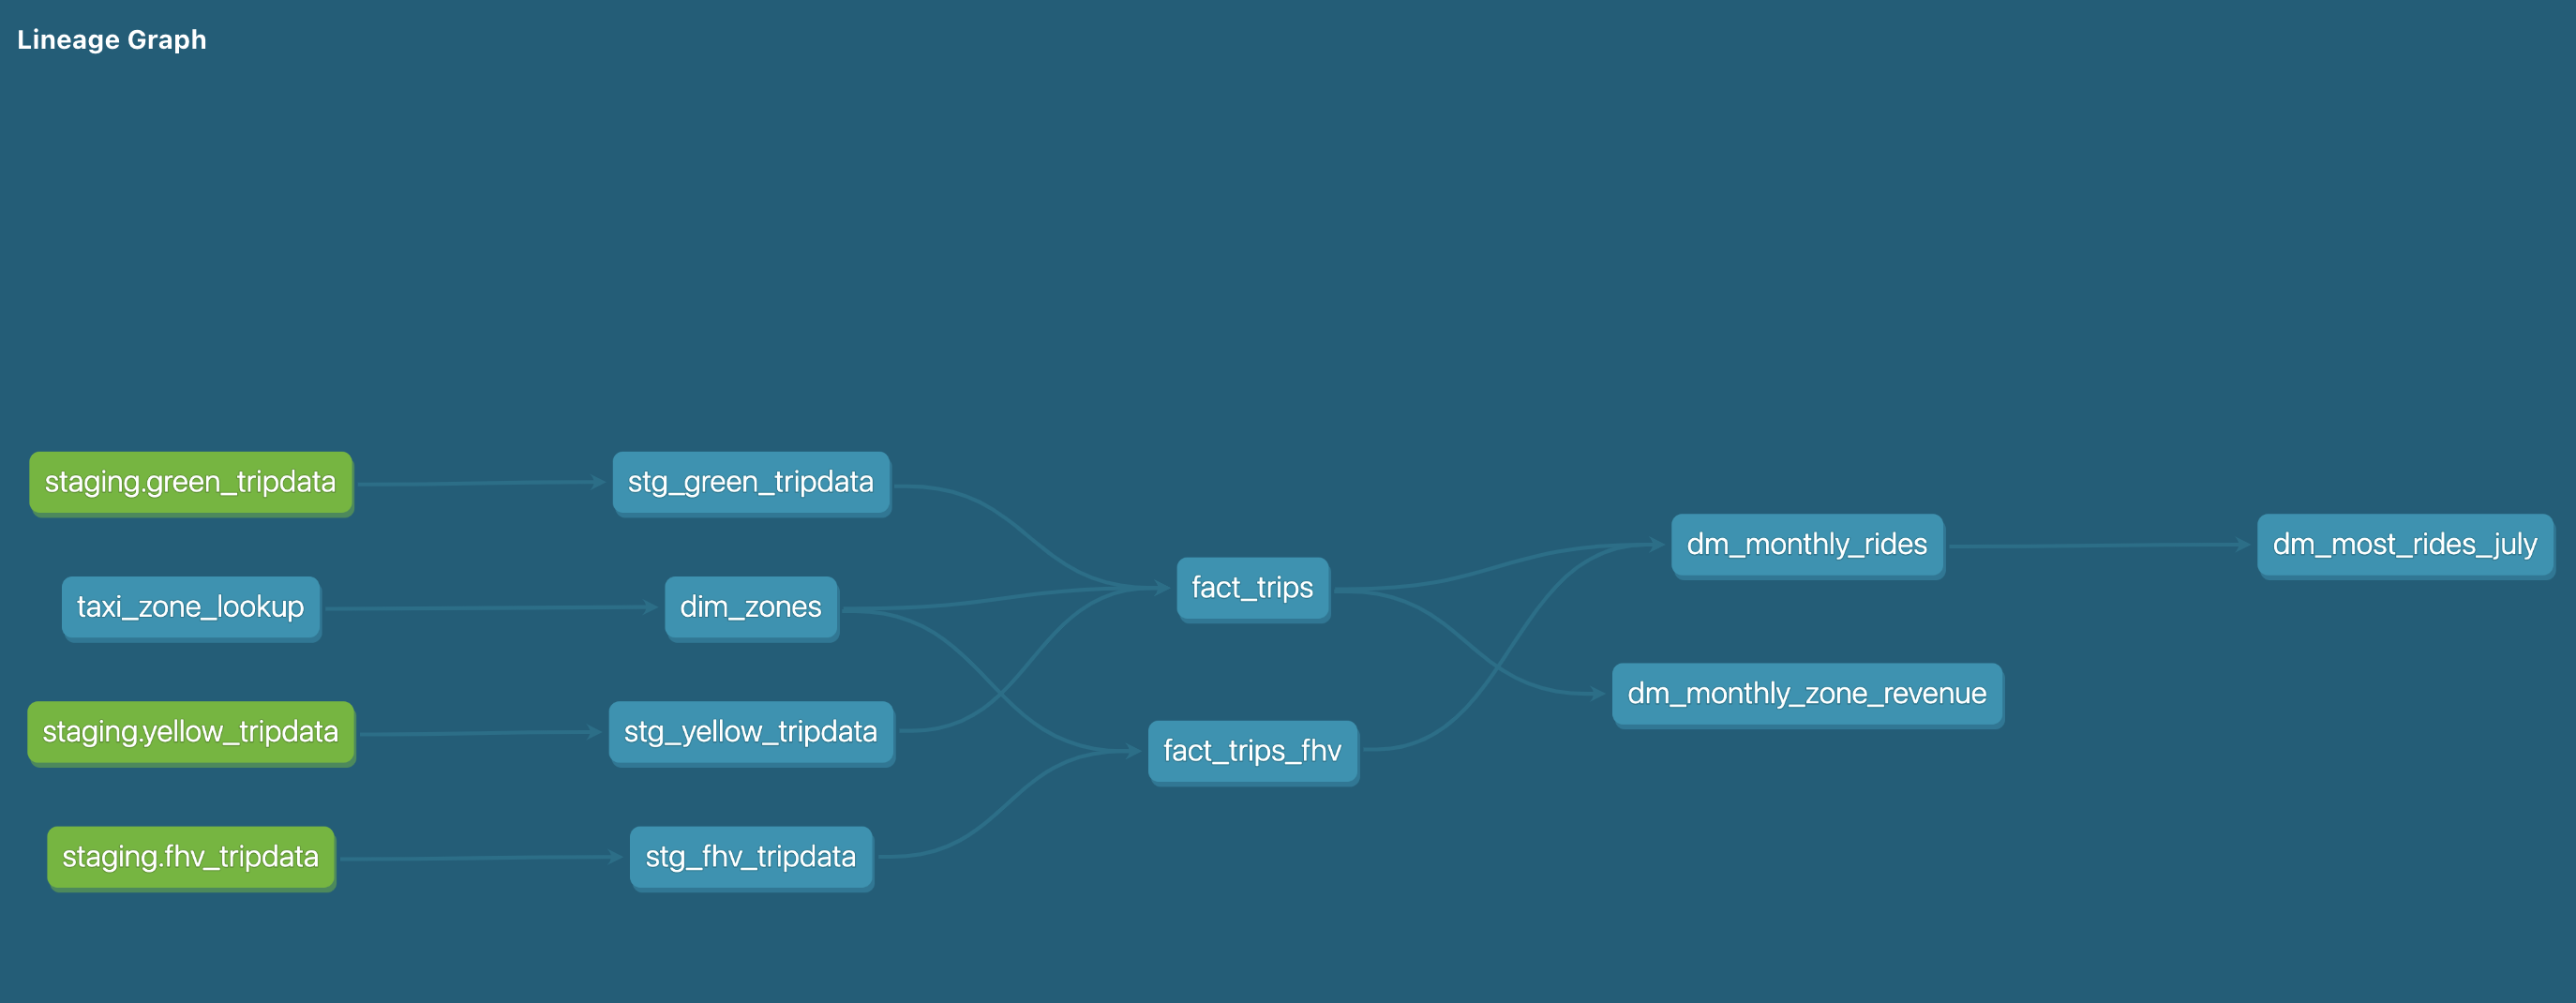 Lineage Graph
staging.green_tripdata
taxi_zone_lookup
staging.yellow_tripdata
staging.fhv_tripdata
stg_green_tripdata
dim_zones
stg_yellow_tripdata
stg_fhv_tripdata
fact_trips
fact_trips_fhv
dm_monthly_rides
dm_monthly_zone_revenue
dm_most_rides_july